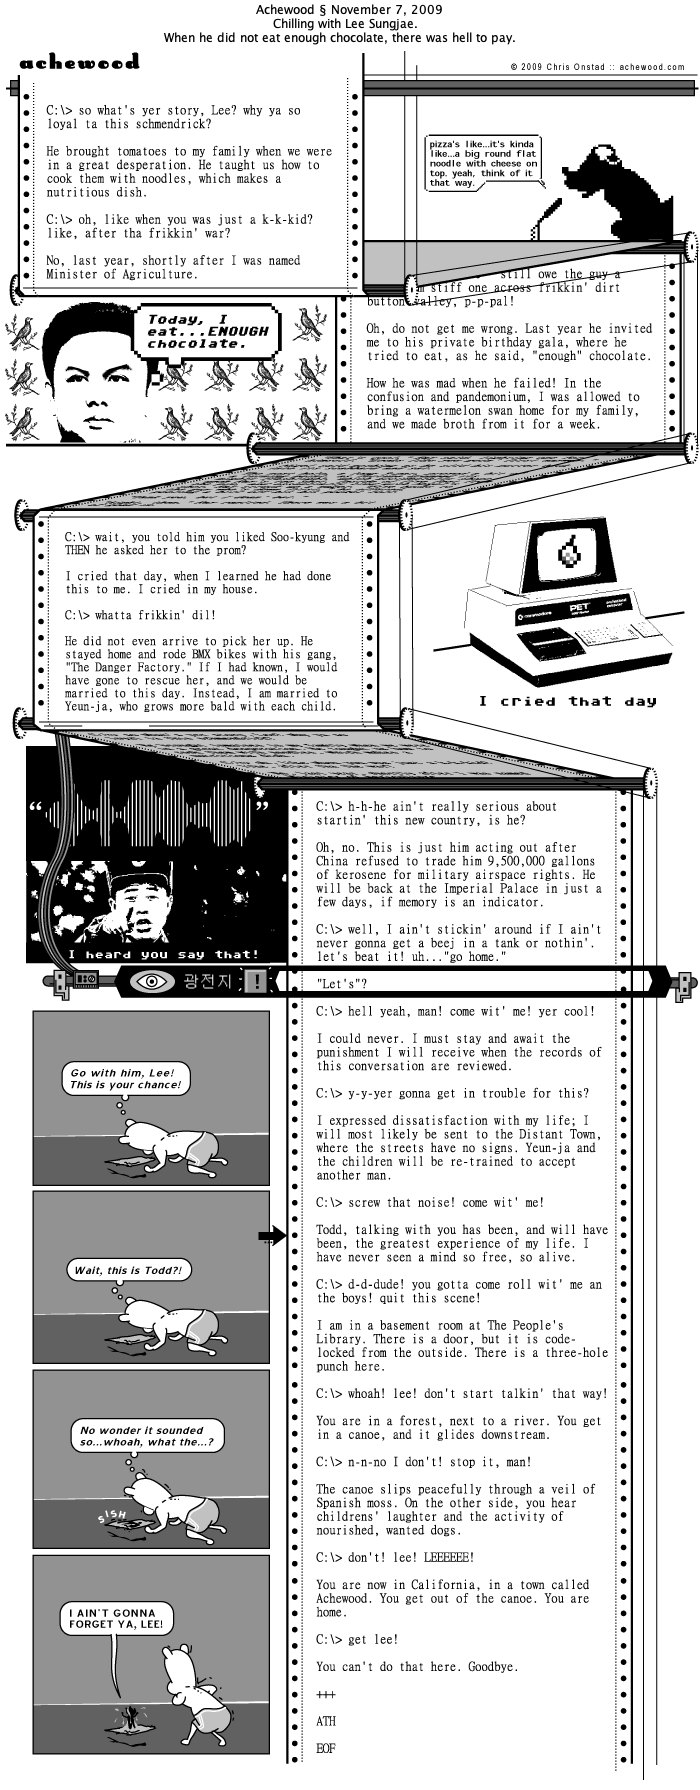 Achewood § November 7, 2009
Chilling with Lee Sungjae.
When he did not eat enough chocolate, there was hell to pay.
achewood
© 2009 Chris Onstad :: achewood.com
C:\> so what's yer story, Lee? why ya so
loyal ta this schmendrick?
He brought tomatoes to my family when we were
in a great desperation. He taught us how to
cook them with noodles, which makes a
nutritious dish.
C:\> oh, like when you was just a k-k-kid?
like, after tha frikkin' war?
No, last year, shortly after I was named
Minister of Agriculture.
pizza's like...it's kinda
like...a big round flat
noodle with cheese on
top. yeah, think of it
that way.
still owe the guy a
stiff one across frikkin' dirt
button valley, p-p-pal!
Today, I
eat...ENOUGH
chocolate.
Oh, do not get me wrong. Last year he invited
me to his private birthday gala, where he
tried to eat, as he said, "enough" chocolate.
How he was mad when he failed! In the
confusion and pandemonium, I was allowed to
bring a watermelon swan home for my family,
and we made broth from it for a week.
C:\> wait, you told him you liked Soo-kyung and
THEN he asked her to the prom?
I cried that day, when I learned he had done
this to me. I cried in my house.
C:\> whatta frikkin' dil!
He did not even arrive to pick her up. He
stayed home and rode BMX bikes with his gang,
"The Danger Factory." If I had known, I would
have gone to rescue her, and we would be
married to this day. Instead, I am married to
Yeun-ja, who grows more bald with each child.
commodore
PET
I cried that day
C:\> h-h-he ain't really serious about
startin' this new country, is he?
Oh, no. This is just him acting out after
China refused to trade him 9,500,000 gallons
of kerosene for military airspace rights. He
will be back at the Imperial Palace in just a
few days, if memory is an indicator.
C:\> well, I ain't stickin' around if I ain't
never gonna get a beej in a tank or nothin'.
let's beat it! uh..."go home."
“ ”
I heard you say that!
광전지 !
"Let's"?
C:\> hell yeah, man! come wit' me! yer cool!
I could never. I must stay and await the
punishment I will receive when the records of
this conversation are reviewed.
C:\> y-y-yer gonna get in trouble for this?
I expressed dissatisfaction with my life; I
will most likely be sent to the Distant Town,
where the streets have no signs. Yeun-ja and
the children will be re-trained to accept
another man.
C:\> screw that noise! come wit' me!
Todd, talking with you has been, and will have
been, the greatest experience of my life. I
have never seen a mind so free, so alive.
C:\> d-d-dude! you gotta come roll wit' me an
the boys! quit this scene!
I am in a basement room at The People's
Library. There is a door, but it is code-
locked from the outside. There is a three-hole
punch here.
C:\> whoah! lee! don't start talkin' that way!
You are in a forest, next to a river. You get
in a canoe, and it glides downstream.
C:\> n-n-no I don't! stop it, man!
The canoe slips peacefully through a veil of
Spanish moss. On the other side, you hear
childrens' laughter and the activity of
nourished, wanted dogs.
C:\> don't! lee! LEEEEEE!
You are now in California, in a town called
Achewood. You get out of the canoe. You are
home.
C:\> get lee!
You can't do that here. Goodbye.
+++
ATH
EOF
Go with him, Lee!
This is your chance!
Wait, this is Todd?!
No wonder it sounded
so...whoah, what the...?
SISH
I AIN'T GONNA
FORGET YA, LEE!